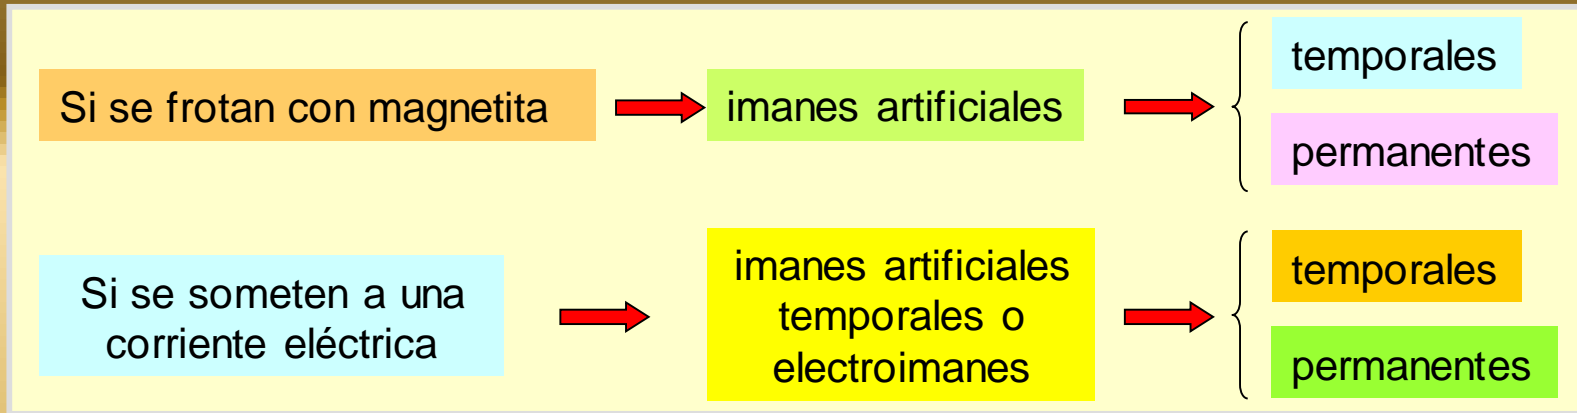 Si se frotan con magnetita
imanes artificiales
temporales
permanentes
Si se someten a una
corriente eléctrica
imanes artificiales
temporales o
electroimanes
temporales
permanentes